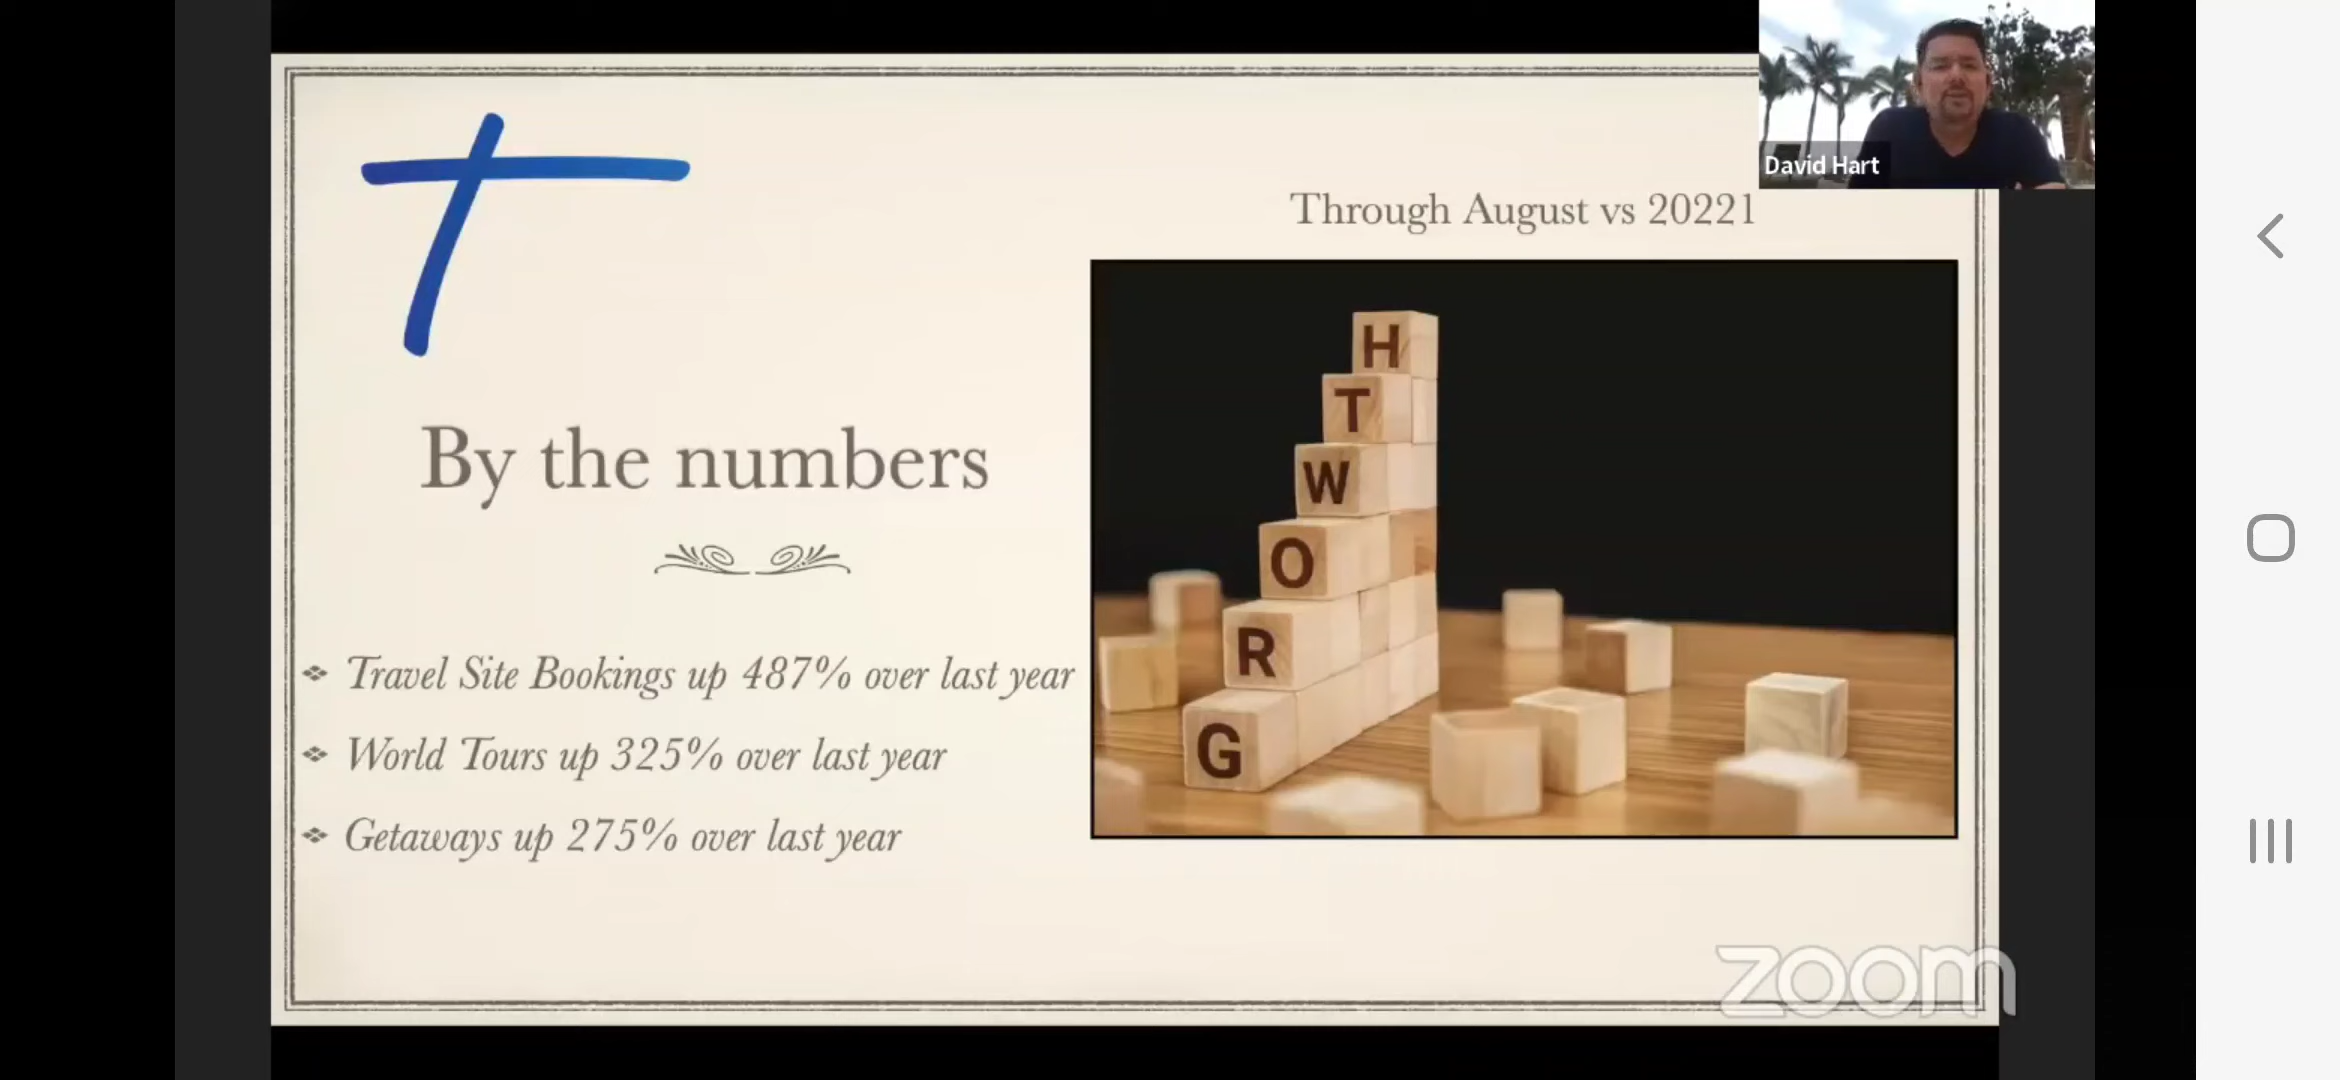 David Hart
Through August vs 20221
H
T
W
O
R
G
By the numbers
Travel Site Bookings up 487% over last year
World Tours up 325% over last year
Getaways up 275% over last year
zoom